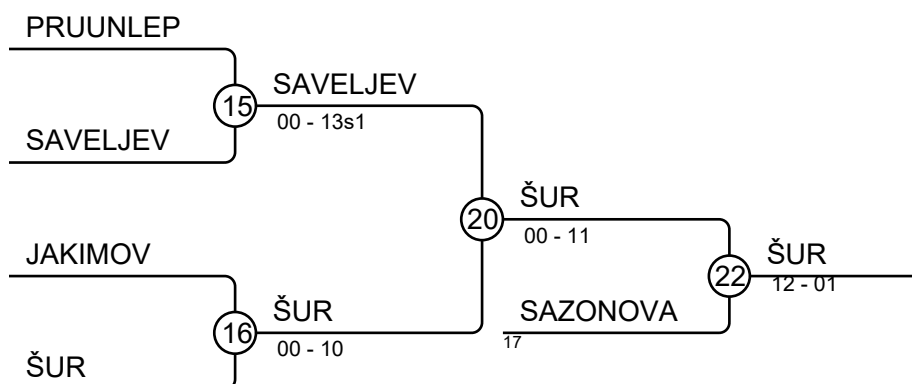 PRUUNLEP
15
SAVELJEV
00 - 13s1
SAVELJEV
20
ŠUR
00 - 11
JAKIMOV
22
ŠUR
12 - 01
16
ŠUR
00 - 10
SAZONOVA
17
ŠUR